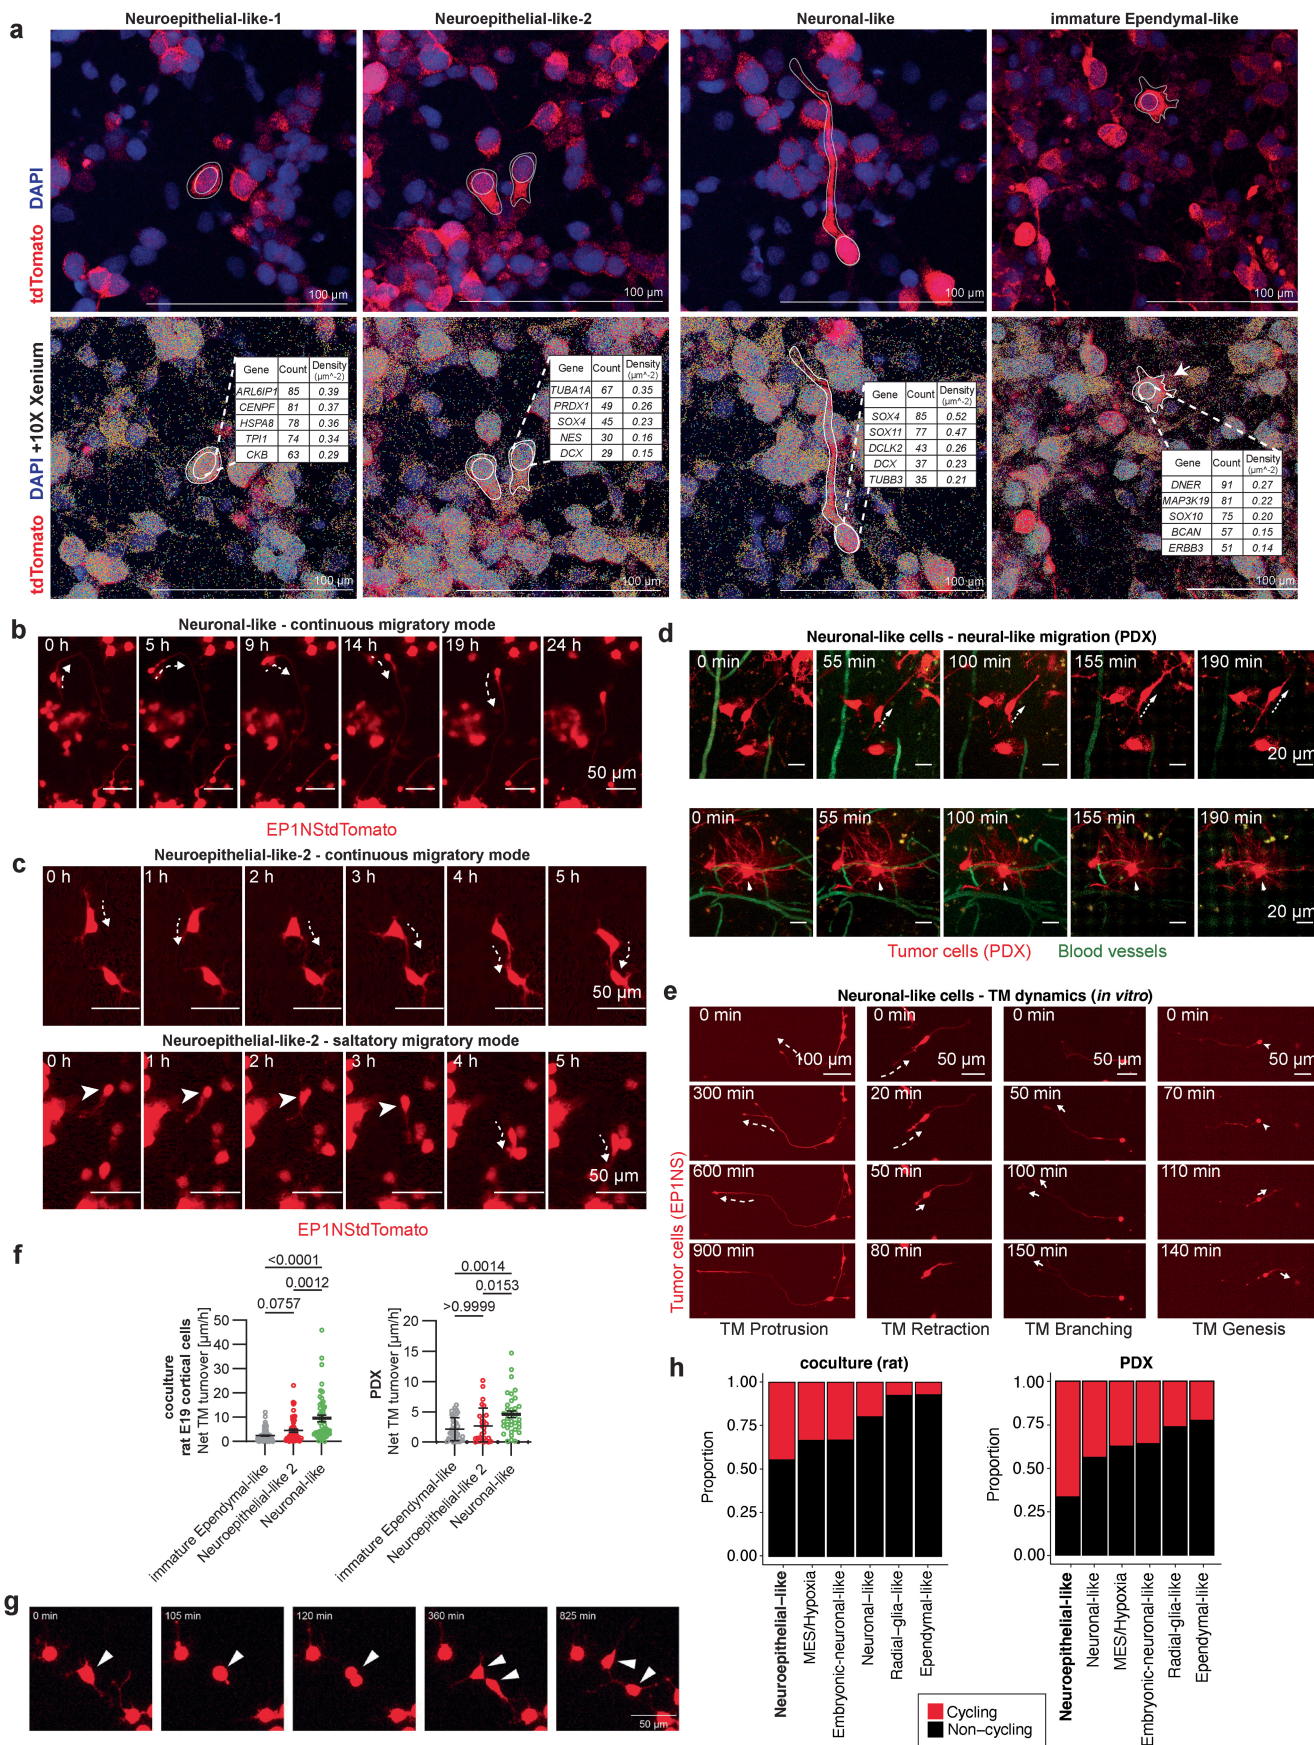 a
Neuroepithelial-like-1
Neuroepithelial-like-2
Neuronal-like
immature Ependymal-like
tdTomato DAPI
100 µm
100 µm
100 µm
100 µm
tdTomato DAPI +10X Xenium
Gene Count Density (µm^-2)
ARL6IP1 85 0.39
CENPF 81 0.37
HSPA8 78 0.36
TPI1 74 0.34
CKB 63 0.29
100 µm
Gene Count Density (µm^-2)
TUBA1A 67 0.35
PRDX1 49 0.26
SOX4 45 0.23
NES 30 0.16
DCX 29 0.15
100 µm
Gene Count Density (µm^-2)
SOX4 85 0.52
SOX11 77 0.47
DCLK2 43 0.26
DCX 37 0.23
TUBB3 35 0.21
100 µm
Gene Count Density (µm^-2)
DNER 91 0.27
MAP3K19 81 0.22
SOX10 75 0.20
BCAN 57 0.15
ERBB3 51 0.14
100 µm
b
Neuronal-like - continuous migratory mode
0 h 5 h 9 h 14 h 19 h 24 h
50 µm
EP1NStdTomato
c
Neuroepithelial-like-2 - continuous migratory mode
0 h 1 h 2 h 3 h 4 h 5 h
50 µm
Neuroepithelial-like-2 - saltatory migratory mode
0 h 1 h 2 h 3 h 4 h 5 h
50 µm
EP1NStdTomato
d
Neuronal-like cells - neural-like migration (PDX)
0 min 55 min 100 min 155 min 190 min
20 µm
0 min 55 min 100 min 155 min 190 min
20 µm
Tumor cells (PDX) Blood vessels
e
Neuronal-like cells - TM dynamics (in vitro)
Tumor cells (EP1NS)
0 min 0 min 0 min 0 min
100 µm 50 µm 50 µm 50 µm
300 min 20 min 50 min 70 min
600 min 50 min 100 min 110 min
900 min 80 min 150 min 140 min
TM Protrusion TM Retraction TM Branching TM Genesis
f
coculture
rat E19 cortical cells
Net TM turnover [µm/h]
<0.0001
0.0012
0.0757
50
40
30
20
10
0
immature Ependymal-like
Neuroepithelial-like 2
Neuronal-like
PDX
Net TM turnover [µm/h]
0.0014
0.0153
>0.9999
20
15
10
5
0
immature Ependymal-like
Neuroepithelial-like 2
Neuronal-like
g
0 min 105 min 120 min 360 min 825 min
50 µm
h
coculture (rat)
Proportion
1.00
0.75
0.50
0.25
0.00
Neuroepithelial–like
MES/Hypoxia
Embryonic-neuronal-like
Neuronal–like
Radial–glia–like
Ependymal-like
PDX
Proportion
1.00
0.75
0.50
0.25
0.00
Neuroepithelial-like
Neuronal-like
MES/Hypoxia
Embryonic-neuronal-like
Radial-glia-like
Ependymal-like
Cycling
Non–cycling